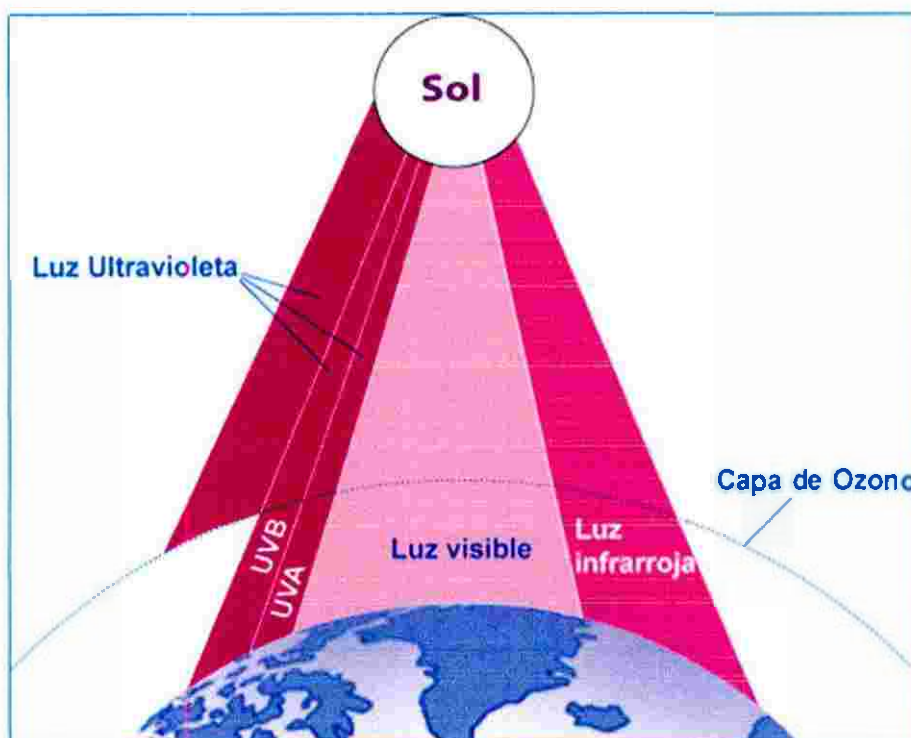 Sol
Luz Ultravioleta
Capa de Ozono
UVB
UVA
Luz visible
Luz
infrarroja